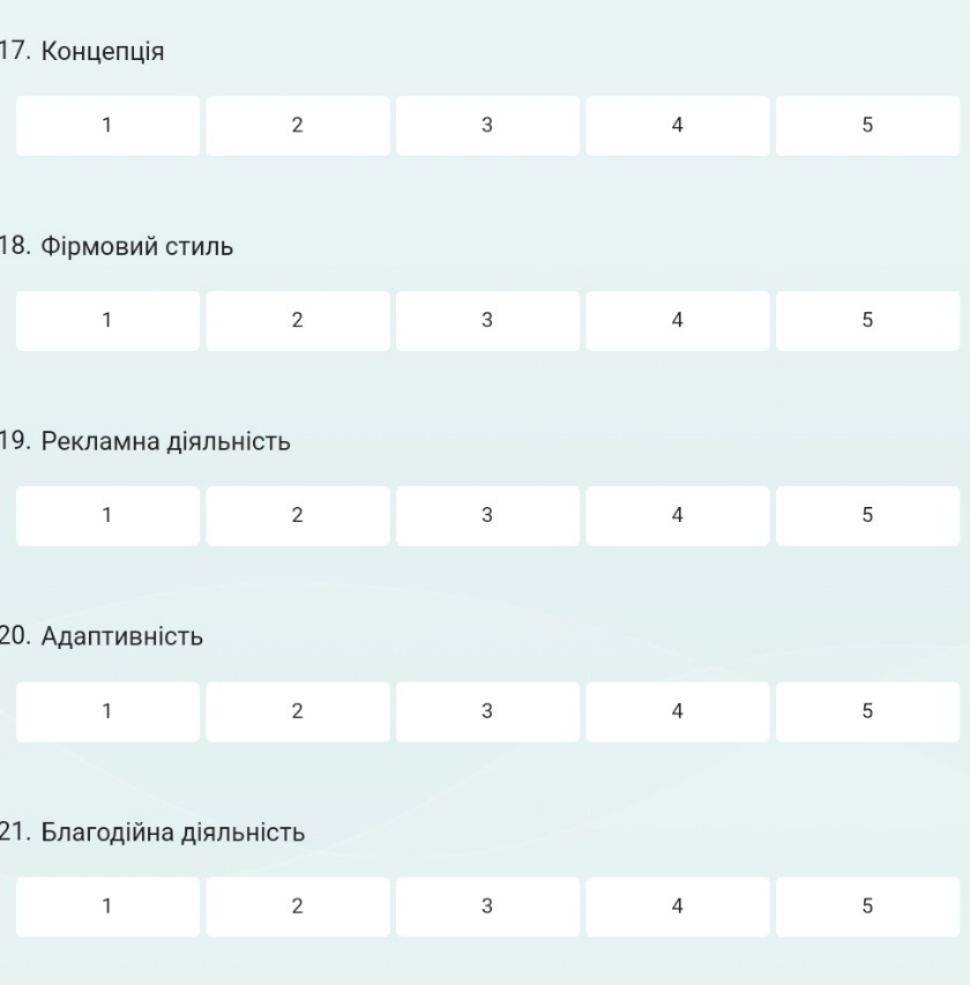 17. Концепція
1 2 3 4 5
18. Фірмовий стиль
1 2 3 4 5
19. Рекламна діяльність
1 2 3 4 5
20. Адаптивність
1 2 3 4 5
21. Благодійна діяльність
1 2 3 4 5